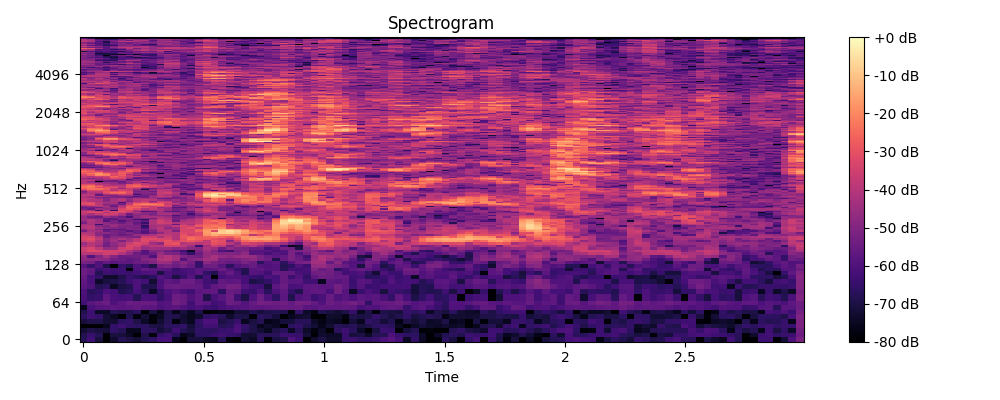 Spectrogram
Hz
4096
2048
1024
512
256
128
64
0
0
0.5
1
1.5
2
2.5
Time
+0 dB
-10 dB
-20 dB
-30 dB
-40 dB
-50 dB
-60 dB
-70 dB
-80 dB